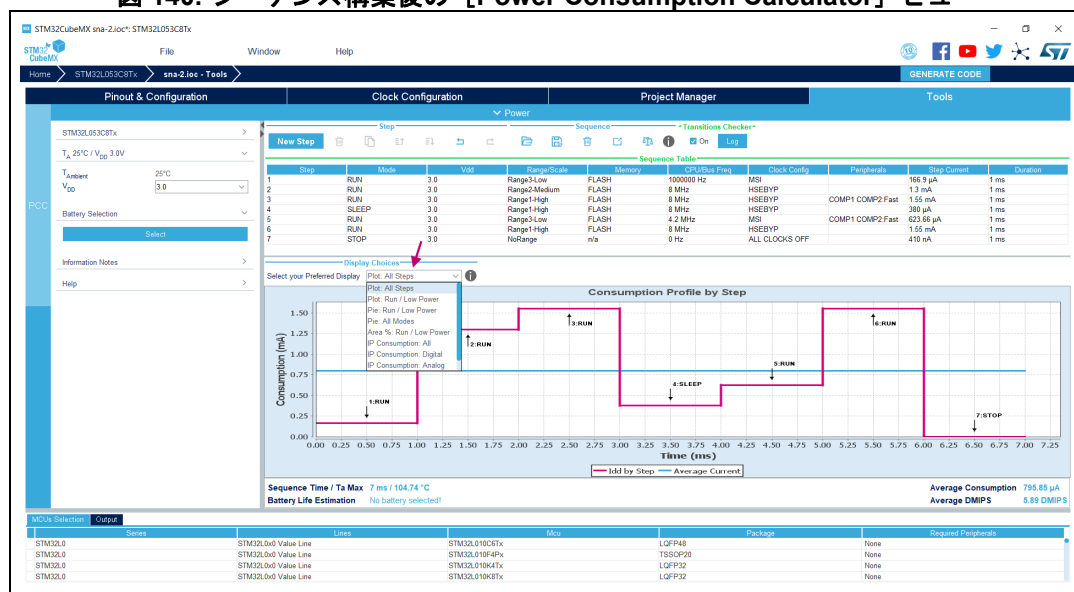 図 140. シーケンス構築後の［Power Consumption Calculator］ビュー
STM32CubeMX sna-2.ioc*: STM32L053C8Tx
STM32 CubeMX
File Window Help
Home STM32L053C8Tx sna-2.ioc - Tools GENERATE CODE
Pinout & Configuration Clock Configuration Project Manager Tools
Power
PCC
STM32L053C8Tx
TA 25°C / VDD 3.0V
TAmbient 25°C
VDD 3.0
Battery Selection
Select
Information Notes
Help
Step Sequence Transitions Checker
New Step On Log
Sequence Table
Step Mode Vdd Range/Scale Memory CPU/Bus Freq Clock Config Peripherals Step Current Duration
1 RUN 3.0 Range3-Low FLASH 1000000 Hz MSI 166.9 µA 1 ms
2 RUN 3.0 Range2-Medium FLASH 8 MHz HSEBYP 1.3 mA 1 ms
3 RUN 3.0 Range1-High FLASH 8 MHz HSEBYP COMP1 COMP2:Fast 1.55 mA 1 ms
4 SLEEP 3.0 Range1-High FLASH 8 MHz HSEBYP 380 µA 1 ms
5 RUN 3.0 Range3-Low FLASH 4.2 MHz MSI COMP1 COMP2:Fast 623.66 µA 1 ms
6 RUN 3.0 Range1-High FLASH 8 MHz HSEBYP 1.55 mA 1 ms
7 STOP 3.0 NoRange n/a 0 Hz ALL CLOCKS OFF 410 nA 1 ms
Display Choices
Select your Preferred Display Plot: All Steps
Plot: All Steps
Plot: Run / Low Power
Pie: Run / Low Power
Pie: All Modes
Area %: Run / Low Power
IP Consumption: All
IP Consumption: Digital
IP Consumption: Analog
Consumption Profile by Step
Consumption (mA)
1.50
1.25
1.00
0.75
0.50
0.25
0.00
1:RUN
2:RUN
3:RUN
4:SLEEP
5:RUN
6:RUN
7:STOP
0.00 0.25 0.50 0.75 1.00 1.25 1.50 1.75 2.00 2.25 2.50 2.75 3.00 3.25 3.50 3.75 4.00 4.25 4.50 4.75 5.00 5.25 5.50 5.75 6.00 6.25 6.50 6.75 7.00 7.25
Time (ms)
Idd by Step Average Current
Sequence Time / Ta Max 7 ms / 104.74 °C Average Consumption 795.85 µA
Battery Life Estimation No battery selected! Average DMIPS 5.89 DMIPS
MCUs Selection Output
Series Lines Mcu Package Required Peripherals
STM32L0 STM32L0x0 Value Line STM32L010C6Tx LQFP48 None
STM32L0 STM32L0x0 Value Line STM32L010F4Px TSSOP20 None
STM32L0 STM32L0x0 Value Line STM32L010K4Tx LQFP32 None
STM32L0 STM32L0x0 Value Line STM32L010K8Tx LQFP32 None